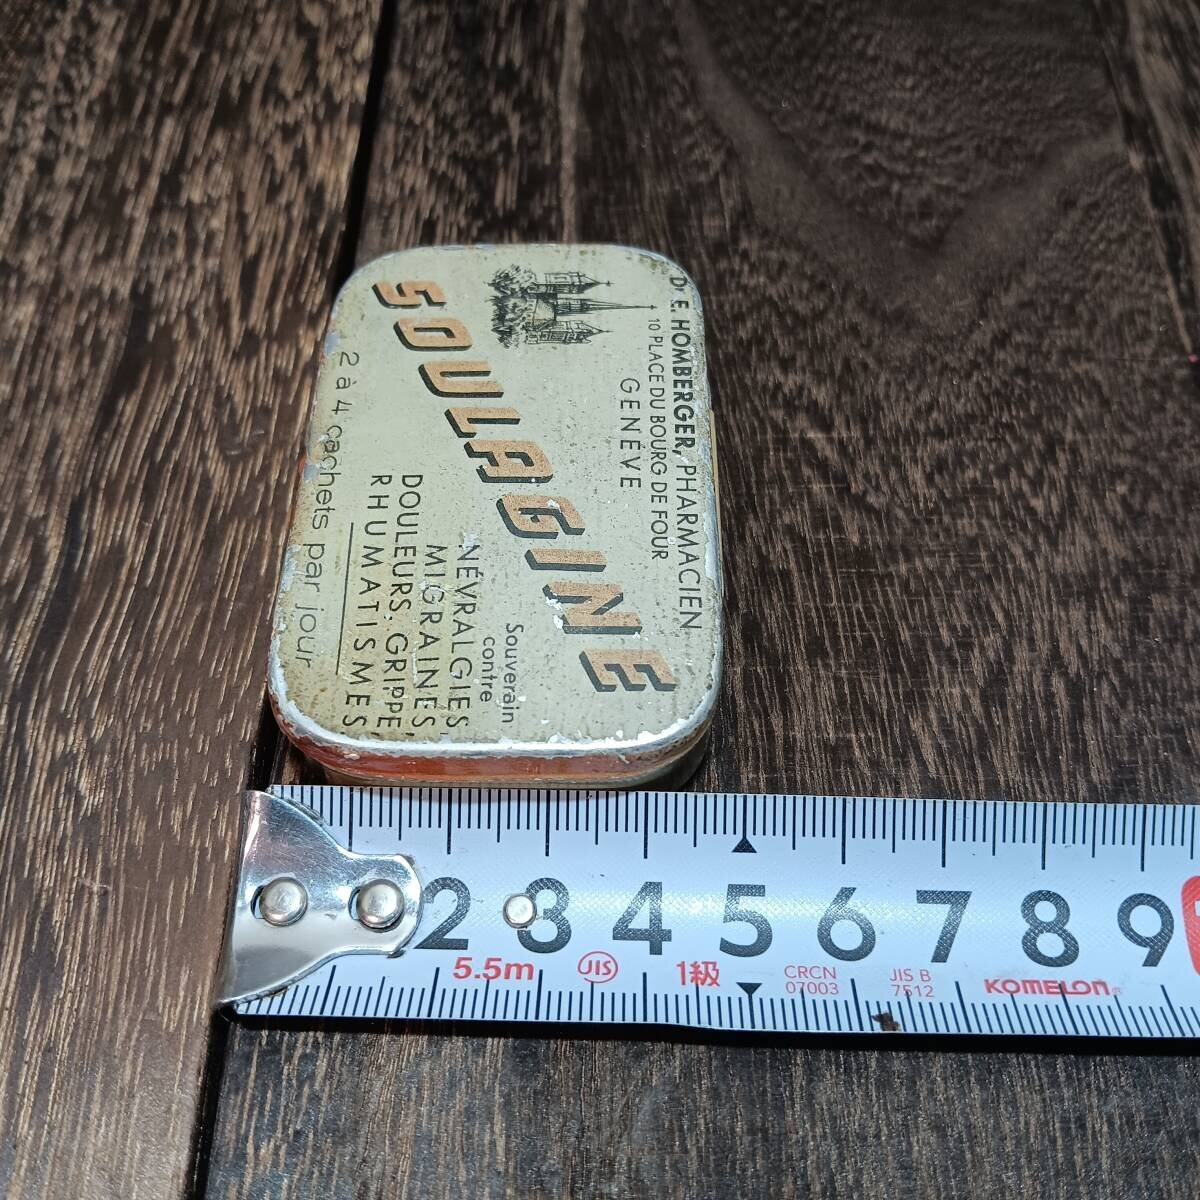 Dr E. HOMBERGER, PHARMACIEN
10 PLACE DU BOURG DE FOUR
GENÈVE
SOULAGINE
Souverain
contre
NÉVRALGIES
MIGRAINES,
DOULEURS, GRIPPE,
RHUMATISMES
2 à 4 cachets par jour
2 3 4 5 6 7 8 9
5.5m JIS 1級 CRCN 07003 JIS B 7512 KOMELON